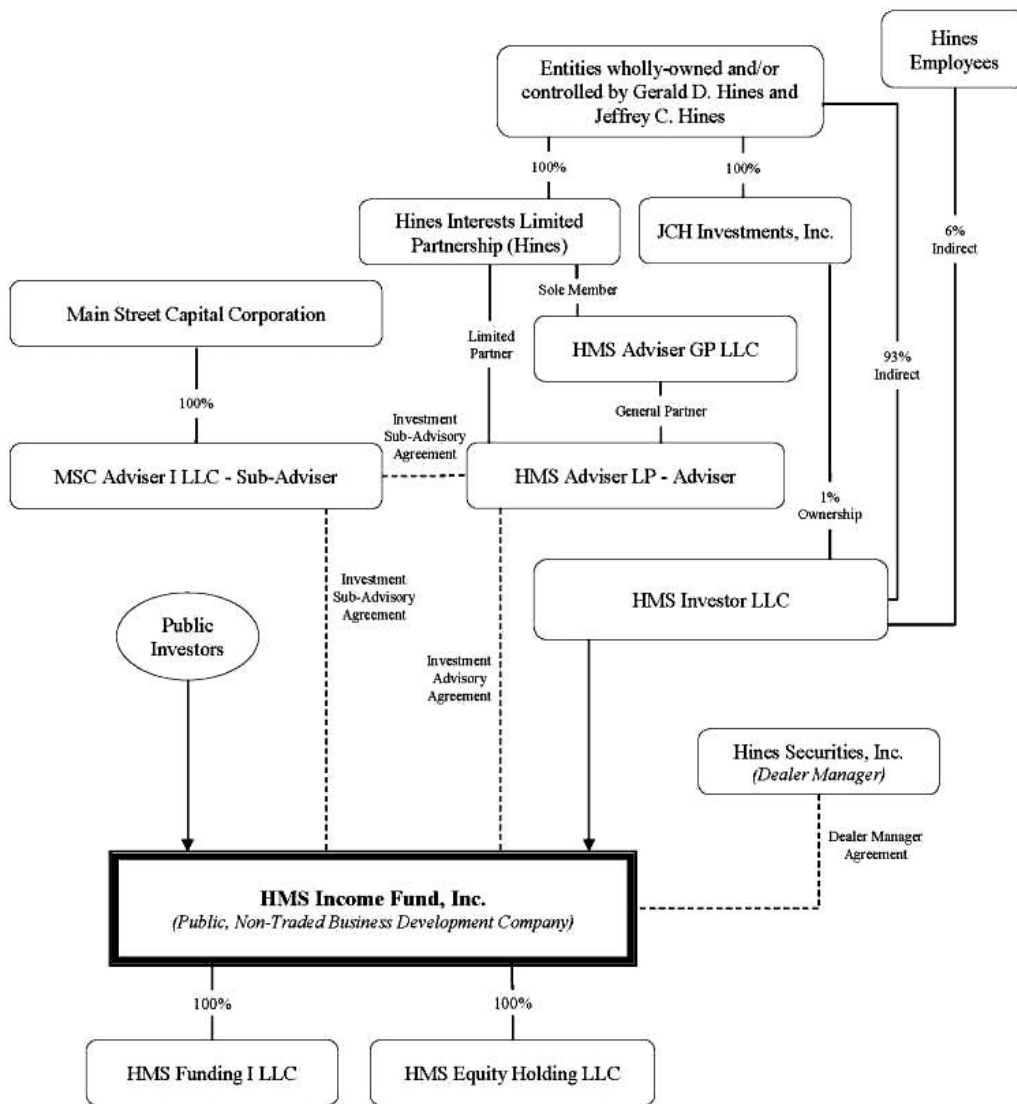 Hines
Employees
Entities wholly-owned and/or
controlled by Gerald D. Hines and
Jeffrey C. Hines
100%
100%
Hines Interests Limited
Partnership (Hines)
JCH Investments, Inc.
6%
Indirect
Sole Member
Main Street Capital Corporation
Limited
Partner
HMS Adviser GP LLC
93%
Indirect
100%
General Partner
Investment
Sub-Advisory
Agreement
MSC Adviser I LLC - Sub-Adviser
HMS Adviser LP - Adviser
1%
Ownership
Investment
Sub-Advisory
Agreement
HMS Investor LLC
Public
Investors
Investment
Advisory
Agreement
Hines Securities, Inc.
(Dealer Manager)
Dealer Manager
Agreement
HMS Income Fund, Inc.
(Public, Non-Traded Business Development Company)
100%
100%
HMS Funding I LLC
HMS Equity Holding LLC